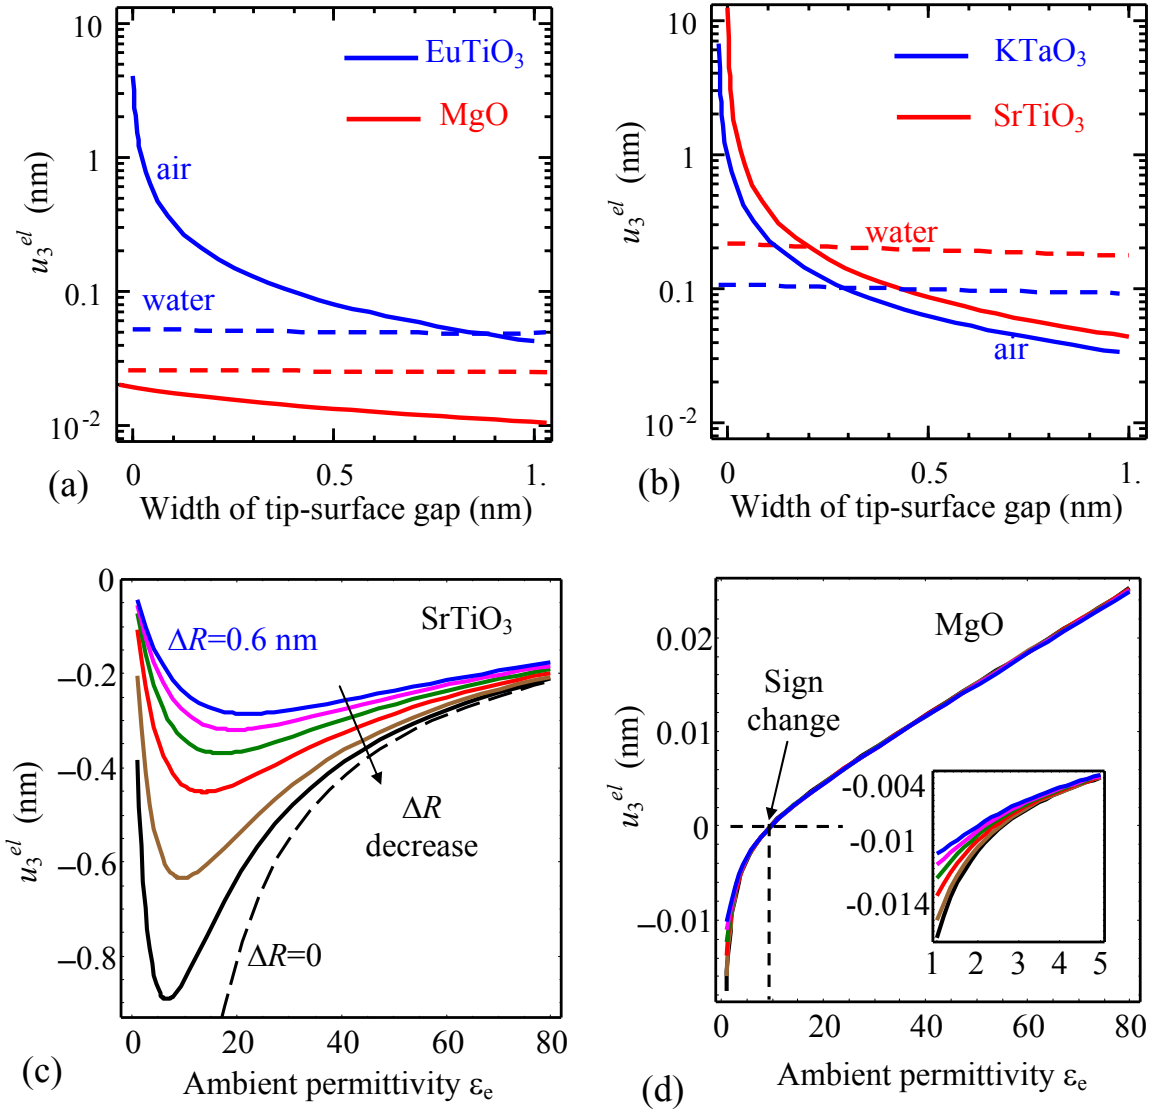 10
1
0.1
10⁻²
u₃ᵉˡ (nm)
EuTiO₃
MgO
air
water
0
0.5
1.
(a)
Width of tip-surface gap (nm)
10
1
0.1
10⁻²
u₃ᵉˡ (nm)
KTaO₃
SrTiO₃
water
air
0
0.5
1.
(b)
Width of tip-surface gap (nm)
0
−0.2
−0.4
−0.6
−0.8
u₃ᵉˡ (nm)
SrTiO₃
ΔR=0.6 nm
ΔR
decrease
ΔR=0
0
20
40
60
80
(c)
Ambient permittivity εₑ
0.02
0.01
0
−0.01
u₃ᵉˡ (nm)
MgO
Sign
change
-0.004
-0.01
-0.014
1
2
3
4
5
0
20
40
60
80
(d)
Ambient permittivity εₑ